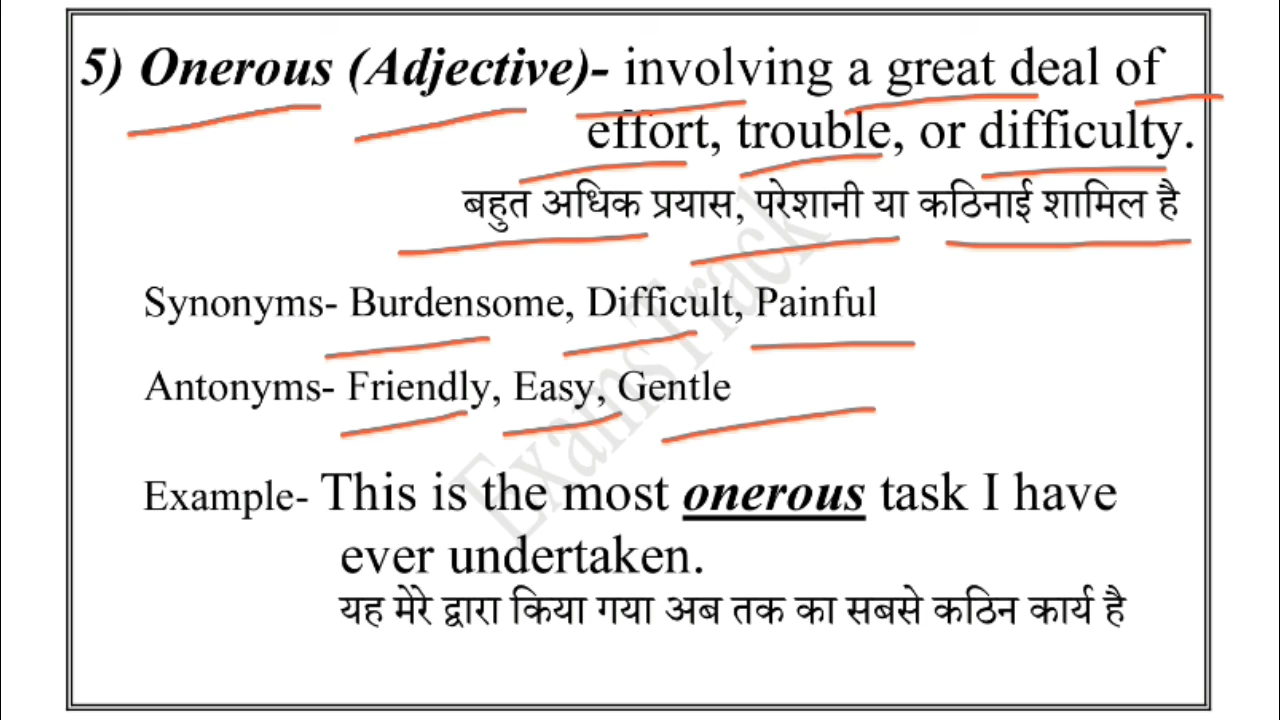 5) Onerous (Adjective)- involving a great deal of
effort, trouble, or difficulty.
बहुत अधिक प्रयास, परेशानी या कठिनाई शामिल है
Synonyms- Burdensome, Difficult, Painful
Antonyms- Friendly, Easy, Gentle
Example- This is the most onerous task I have
ever undertaken.
यह मेरे द्वारा किया गया अब तक का सबसे कठिन कार्य है
ExamsTrack